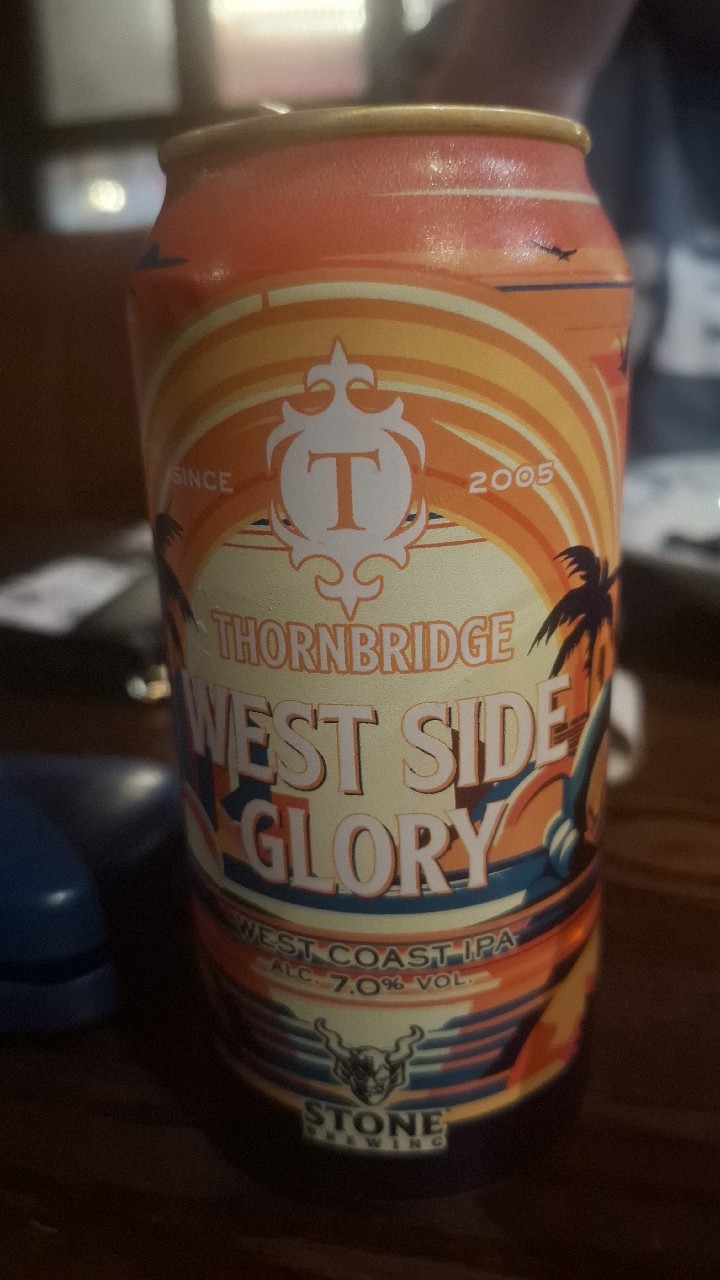 SINCE 2005
T
THORNBRIDGE
WEST SIDE
GLORY
WEST COAST IPA
ALC. 7.0% VOL.
STONE
BREWING